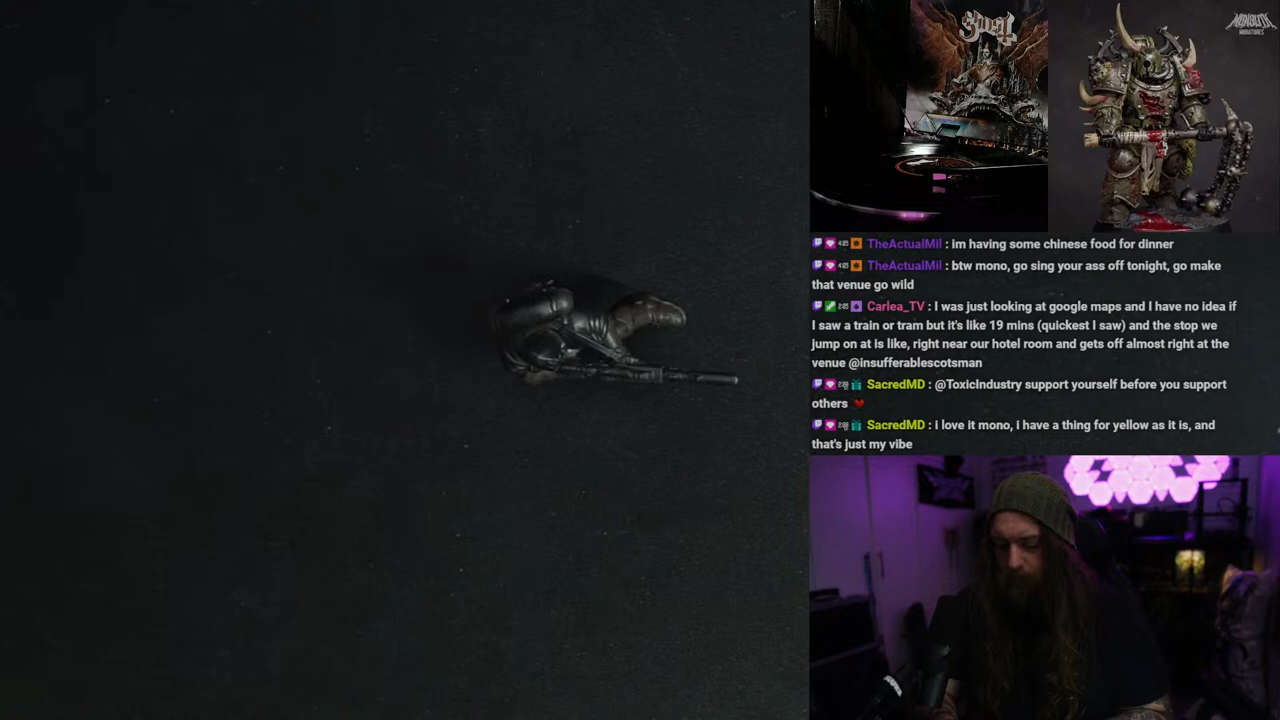 Ghost
MONOLITH
MINIATURES
TheActualMil : im having some chinese food for dinner
TheActualMil : btw mono, go sing your ass off tonight, go make
that venue go wild
Carlea_TV : I was just looking at google maps and I have no idea if
I saw a train or tram but it's like 19 mins (quickest I saw) and the stop we
jump on at is like, right near our hotel room and gets off almost right at the
venue @insufferablescotsman
SacredMD : @ToxicIndustry support yourself before you support
others ❤
SacredMD : I love it mono, i have a thing for yellow as it is, and
that's just my vibe